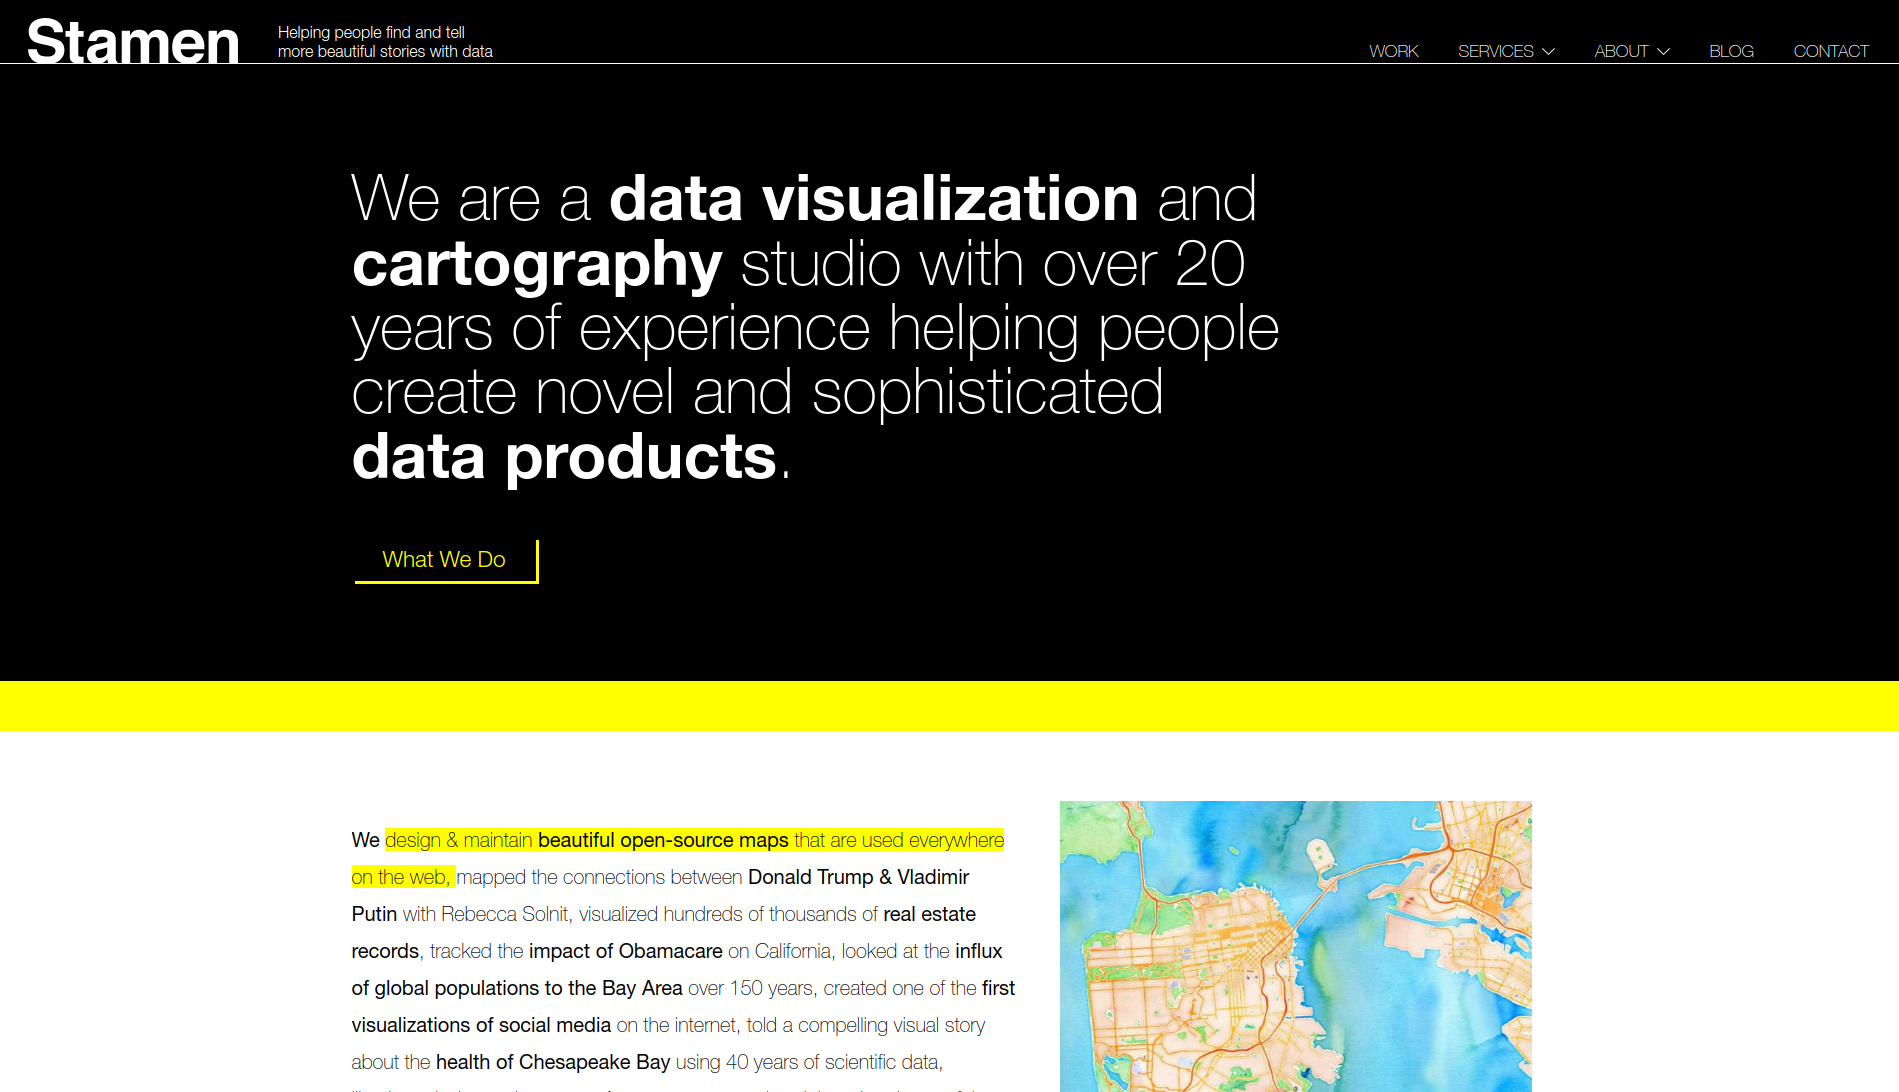 Stamen
Helping people find and tell
more beautiful stories with data
WORK
SERVICES
ABOUT
BLOG
CONTACT
We are a data visualization and
cartography studio with over 20
years of experience helping people
create novel and sophisticated
data products.
What We Do
We design & maintain beautiful open-source maps that are used everywhere
on the web, mapped the connections between Donald Trump & Vladimir
Putin with Rebecca Solnit, visualized hundreds of thousands of real estate
records, tracked the impact of Obamacare on California, looked at the influx
of global populations to the Bay Area over 150 years, created one of the first
visualizations of social media on the internet, told a compelling visual story
about the health of Chesapeake Bay using 40 years of scientific data,